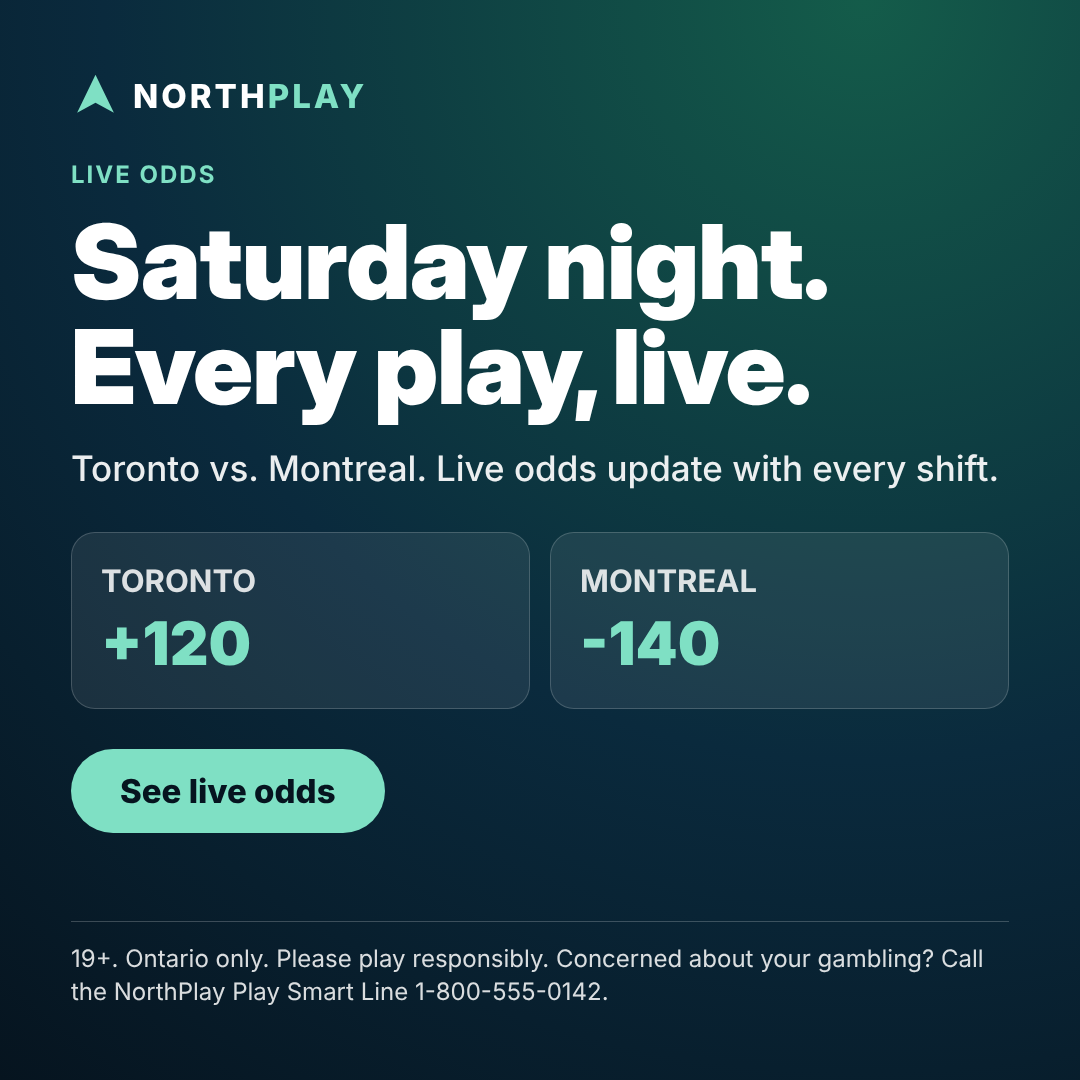 NORTHPLAY
LIVE ODDS
Saturday night.
Every play, live.
Toronto vs. Montreal. Live odds update with every shift.
TORONTO
+120
MONTREAL
-140
See live odds
19+. Ontario only. Please play responsibly. Concerned about your gambling? Call
the NorthPlay Play Smart Line 1-800-555-0142.